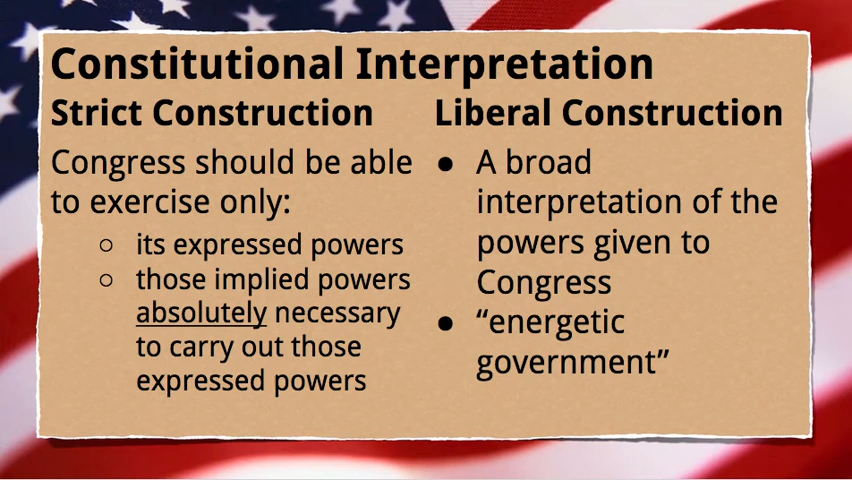 Constitutional Interpretation
Strict Construction
Congress should be able
to exercise only:
○ its expressed powers
○ those implied powers
absolutely necessary
to carry out those
expressed powers
Liberal Construction
● A broad
interpretation of the
powers given to
Congress
● “energetic
government”